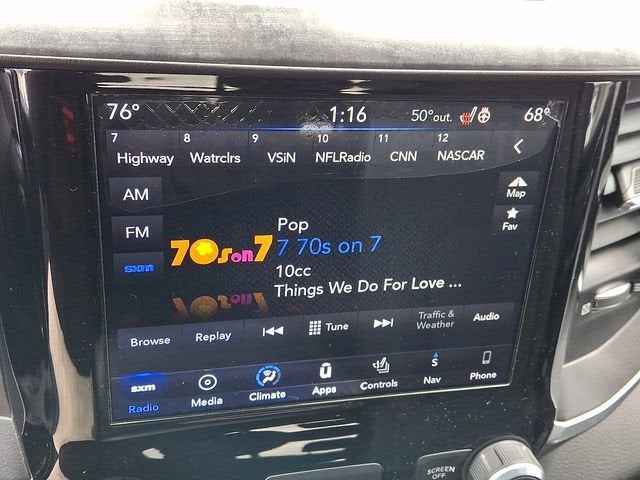 76° 1:16 50°out. 68°
7 8 9 10 11 12
Highway Watrclrs VSiN NFLRadio CNN NASCAR
AM
Map
FM
Fav
sxm
70s on 7
Pop
7 70s on 7
10cc
Things We Do For Love ...
Browse Replay Tune Traffic & Weather Audio
sxm
Radio Media Climate Apps Controls Nav Phone
S
SCREEN
OFF